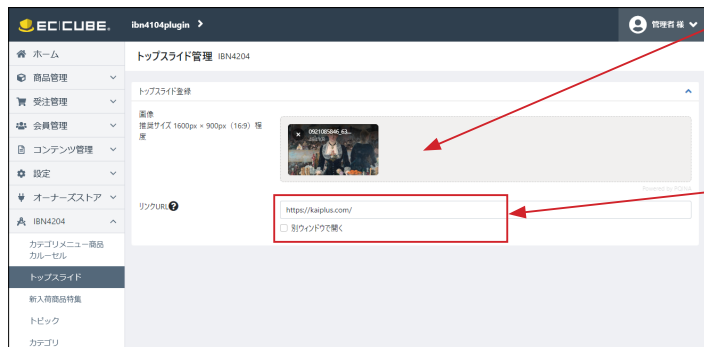 EC CUBE.
ibn4104plugin
管理者 様
ホーム
商品管理
受注管理
会員管理
コンテンツ管理
設定
オーナーズストア
IBN4204
カテゴリメニュー商品
カルーセル
トップスライド
新入荷商品特集
トピック
カテゴリ
トップスライド管理 IBN4204
トップスライド登録
画像
推奨サイズ 1600px × 900px（16:9）程
度
0921085846_63...
リンクURL
https://kaiplus.com/
別ウィンドウで開く